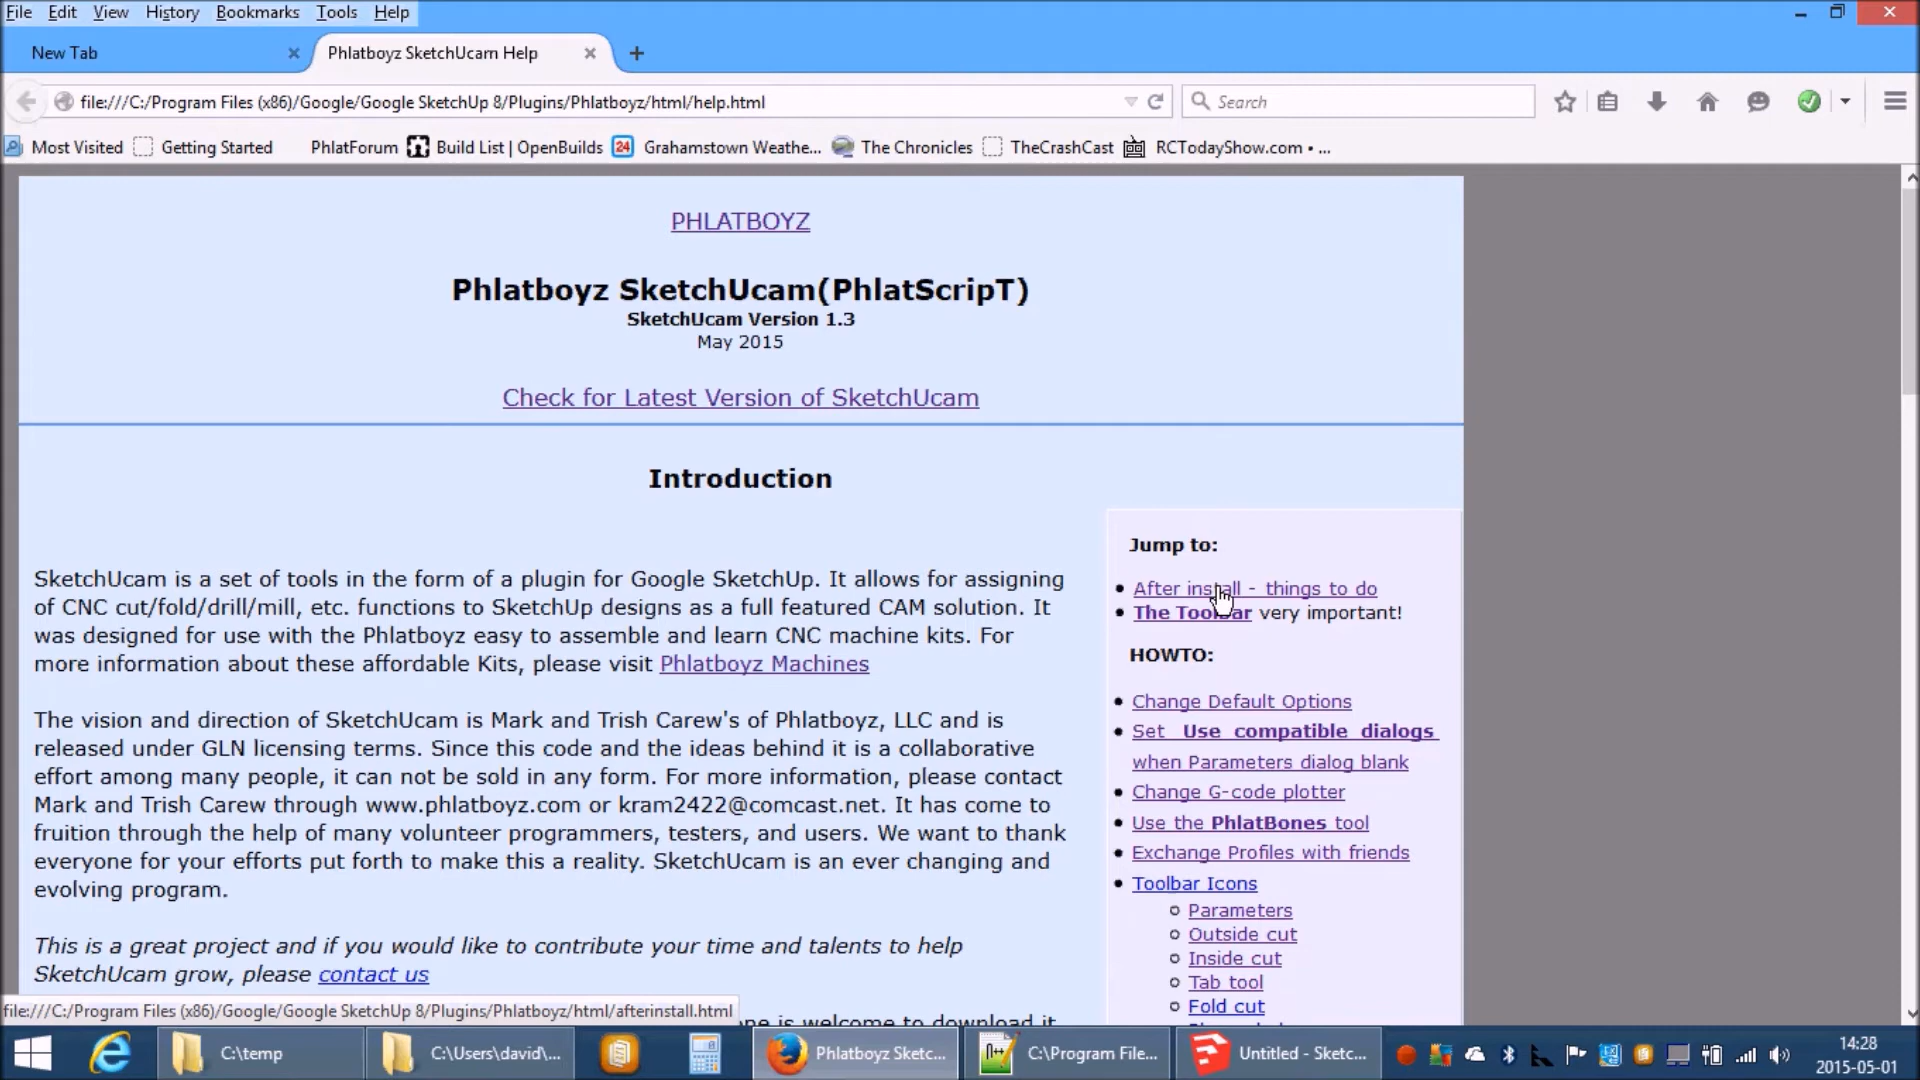 File Edit View History Bookmarks Tools Help
New Tab
Phlatboyz SketchUcam Help
file:///C:/Program Files (x86)/Google/Google SketchUp 8/Plugins/Phlatboyz/html/help.html
Search
Most Visited Getting Started PhlatForum Build List | OpenBuilds 24 Grahamstown Weathe... The Chronicles TheCrashCast RCTodayShow.com • ...
PHLATBOYZ
Phlatboyz SketchUcam(PhlatScripT)
SketchUcam Version 1.3
May 2015
Check for Latest Version of SketchUcam
Introduction
SketchUcam is a set of tools in the form of a plugin for Google SketchUp. It allows for assigning
of CNC cut/fold/drill/mill, etc. functions to SketchUp designs as a full featured CAM solution. It
was designed for use with the Phlatboyz easy to assemble and learn CNC machine kits. For
more information about these affordable Kits, please visit Phlatboyz Machines
The vision and direction of SketchUcam is Mark and Trish Carew's of Phlatboyz, LLC and is
released under GLN licensing terms. Since this code and the ideas behind it is a collaborative
effort among many people, it can not be sold in any form. For more information, please contact
Mark and Trish Carew through www.phlatboyz.com or kram2422@comcast.net. It has come to
fruition through the help of many volunteer programmers, testers, and users. We want to thank
everyone for your efforts put forth to make this a reality. SketchUcam is an ever changing and
evolving program.
This is a great project and if you would like to contribute your time and talents to help
SketchUcam grow, please contact us
is welcome to download it
Jump to:
After install - things to do
The Toolbar very important!
HOWTO:
Change Default Options
Set Use compatible dialogs
when Parameters dialog blank
Change G-code plotter
Use the PhlatBones tool
Exchange Profiles with friends
Toolbar Icons
Parameters
Outside cut
Inside cut
Tab tool
Fold cut
file:///C:/Program Files (x86)/Google/Google SketchUp 8/Plugins/Phlatboyz/html/afterinstall.html
C:\temp
C:\Users\david\...
Phlatboyz Sketc...
C:\Program File...
Untitled - Sketc...
14:28
2015-05-01